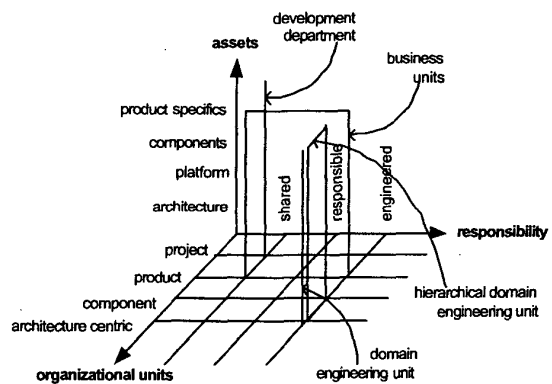 development
department
assets
business
units
product specifics
components
platform
architecture
shared
responsible
engineered
responsibility
project
product
component
architecture centric
hierarchical domain
engineering unit
domain
engineering unit
organizational units